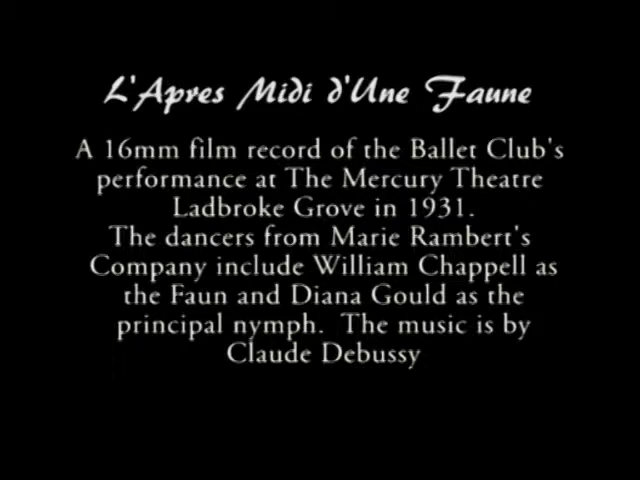 L'Apres Midi d'Une Faune
A 16mm film record of the Ballet Club's
performance at The Mercury Theatre
Ladbroke Grove in 1931.
The dancers from Marie Rambert's
Company include William Chappell as
the Faun and Diana Gould as the
principal nymph. The music is by
Claude Debussy